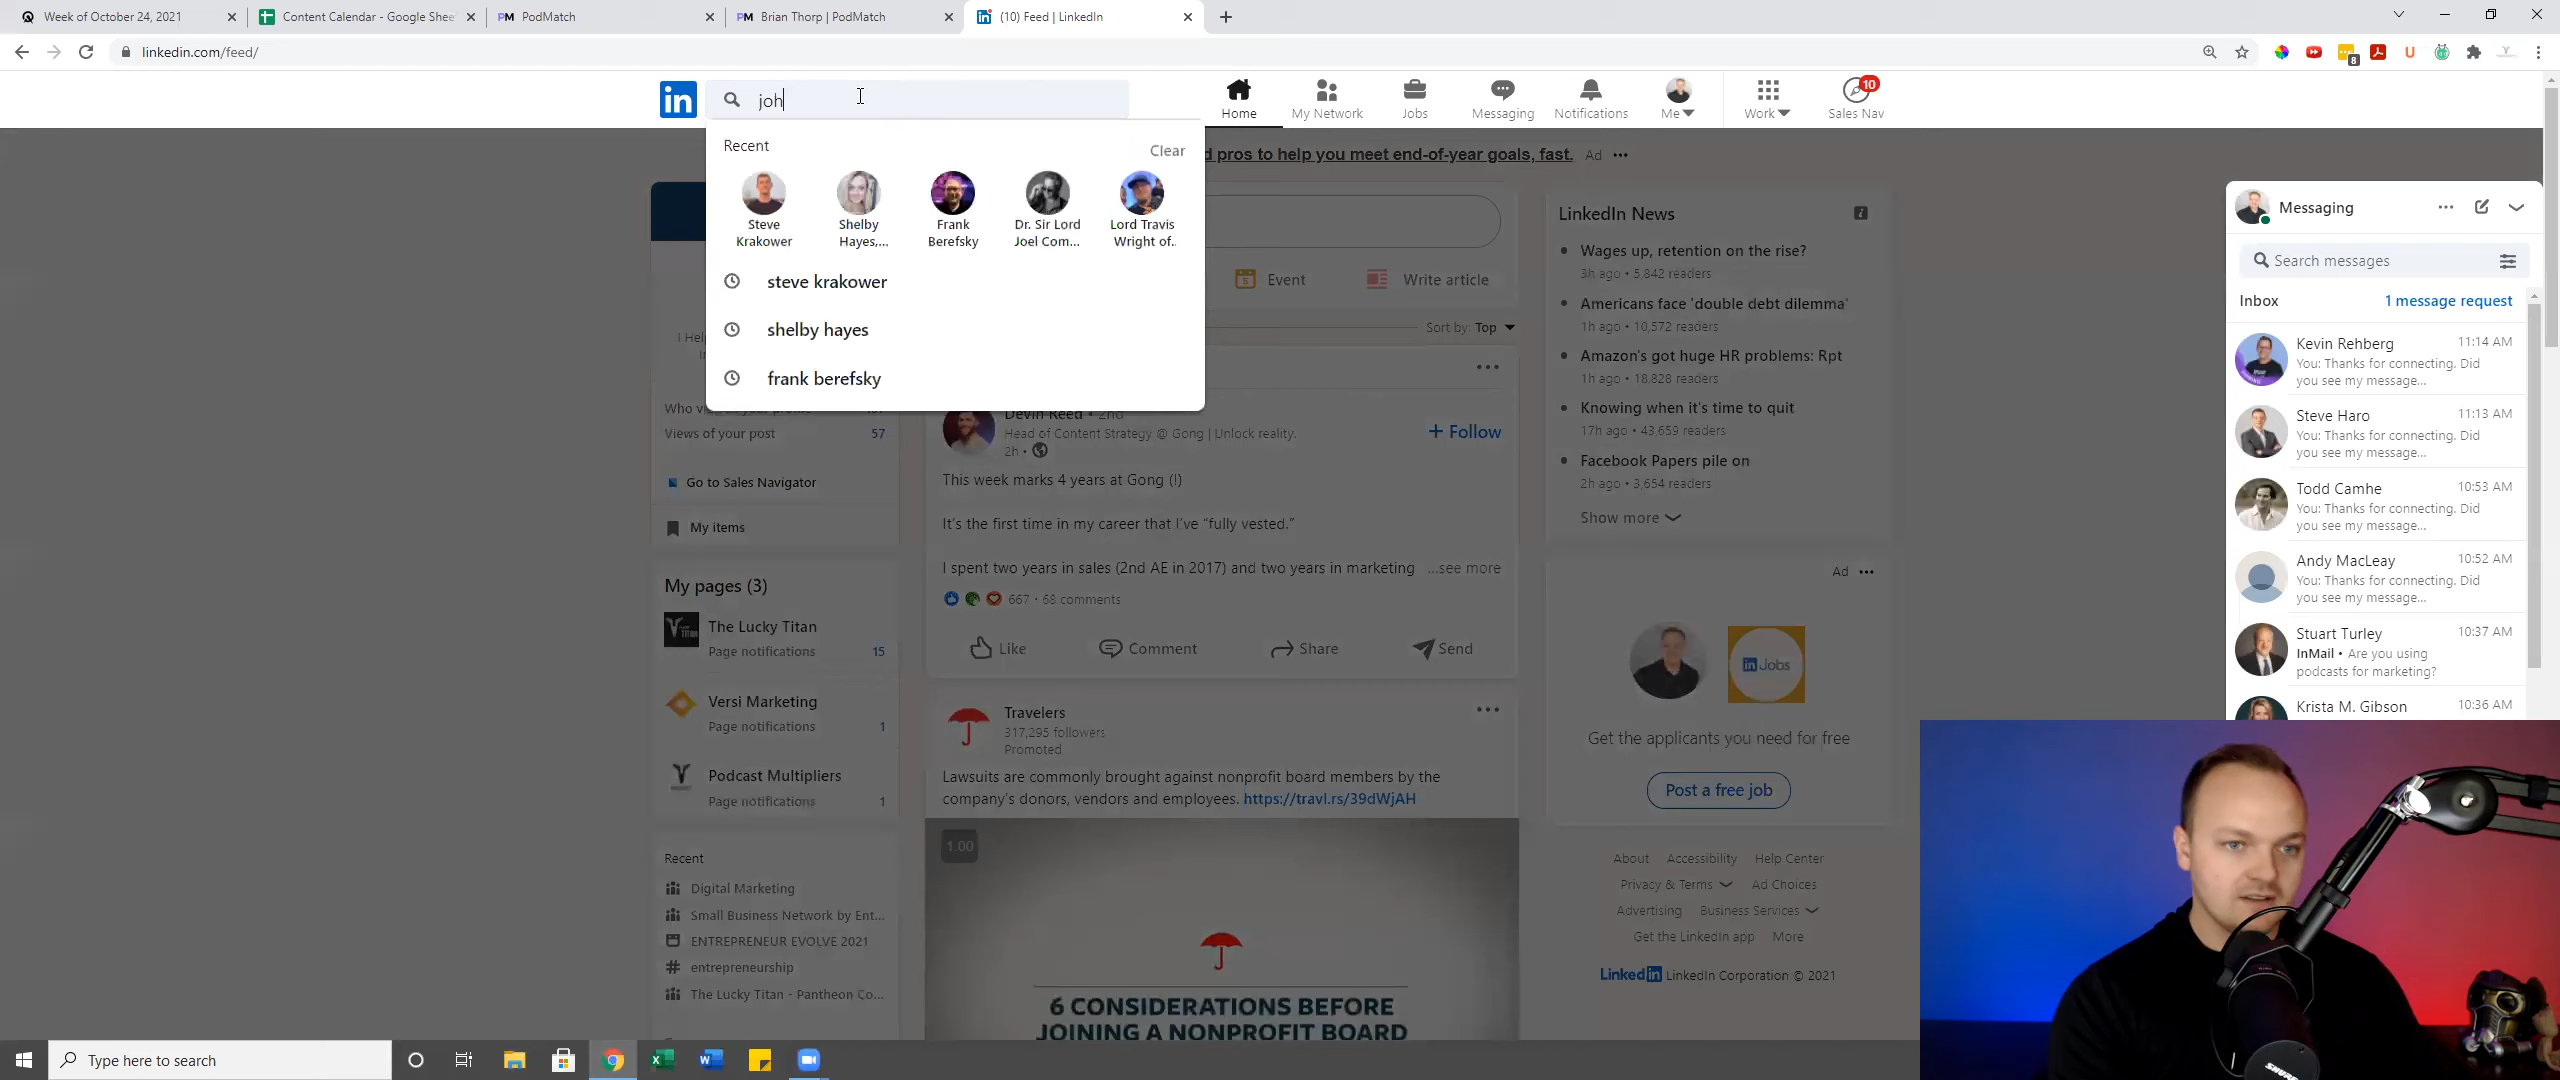 Week of October 24, 2021
Content Calendar - Google Shee
PM PodMatch
PM Brian Thorp | PodMatch
(10) Feed | LinkedIn
linkedin.com/feed/
8
in
joh
Home
My Network
Jobs
Messaging
Notifications
Me
Work
10
Sales Nav
Recent
Clear
Steve
Krakower
Shelby
Hayes,...
Frank
Berefsky
Dr. Sir Lord
Joel Com...
Lord Travis
Wright of.
steve krakower
shelby hayes
frank berefsky
d pros to help you meet end-of-year goals, fast. Ad
Event
Write article
Sort by: Top
I Help
Views of your post 57
Go to Sales Navigator
My items
My pages (3)
The Lucky Titan
Page notifications 15
Versi Marketing
Page notifications 1
Podcast Multipliers
Page notifications 1
Recent
Digital Marketing
Small Business Network by Ent...
ENTREPRENEUR EVOLVE 2021
# entrepreneurship
The Lucky Titan - Pantheon Co...
Devin Reed • 2nd
Head of Content Strategy @ Gong | Unlock reality.
2h •
+ Follow
This week marks 4 years at Gong (!)
It's the first time in my career that I've “fully vested.”
I spent two years in sales (2nd AE in 2017) and two years in marketing ...see more
667 • 68 comments
Like
Comment
Share
Send
Travelers
317,295 followers
Promoted
Lawsuits are commonly brought against nonprofit board members by the
company's donors, vendors and employees. https://travl.rs/39dWjAH
1.00
6 CONSIDERATIONS BEFORE
JOINING A NONPROFIT BOARD
LinkedIn News
Wages up, retention on the rise?
3h ago • 5,842 readers
Americans face 'double debt dilemma'
1h ago • 10,572 readers
Amazon's got huge HR problems: Rpt
1h ago • 18,828 readers
Knowing when it's time to quit
17h ago • 43,659 readers
Facebook Papers pile on
2h ago • 3,654 readers
Show more
Ad
in Jobs
Get the applicants you need for free
Post a free job
About Accessibility Help Center
Privacy & Terms Ad Choices
Advertising Business Services
Get the LinkedIn app More
LinkedIn LinkedIn Corporation © 2021
Messaging
Search messages
Inbox
1 message request
Kevin Rehberg 11:14 AM
You: Thanks for connecting. Did
you see my message...
Steve Haro 11:13 AM
You: Thanks for connecting. Did
you see my message...
Todd Camhe 10:53 AM
You: Thanks for connecting. Did
you see my message...
Andy MacLeay 10:52 AM
You: Thanks for connecting. Did
you see my message...
Stuart Turley 10:37 AM
InMail • Are you using
podcasts for marketing?
Krista M. Gibson 10:36 AM
SHURE
Type here to search